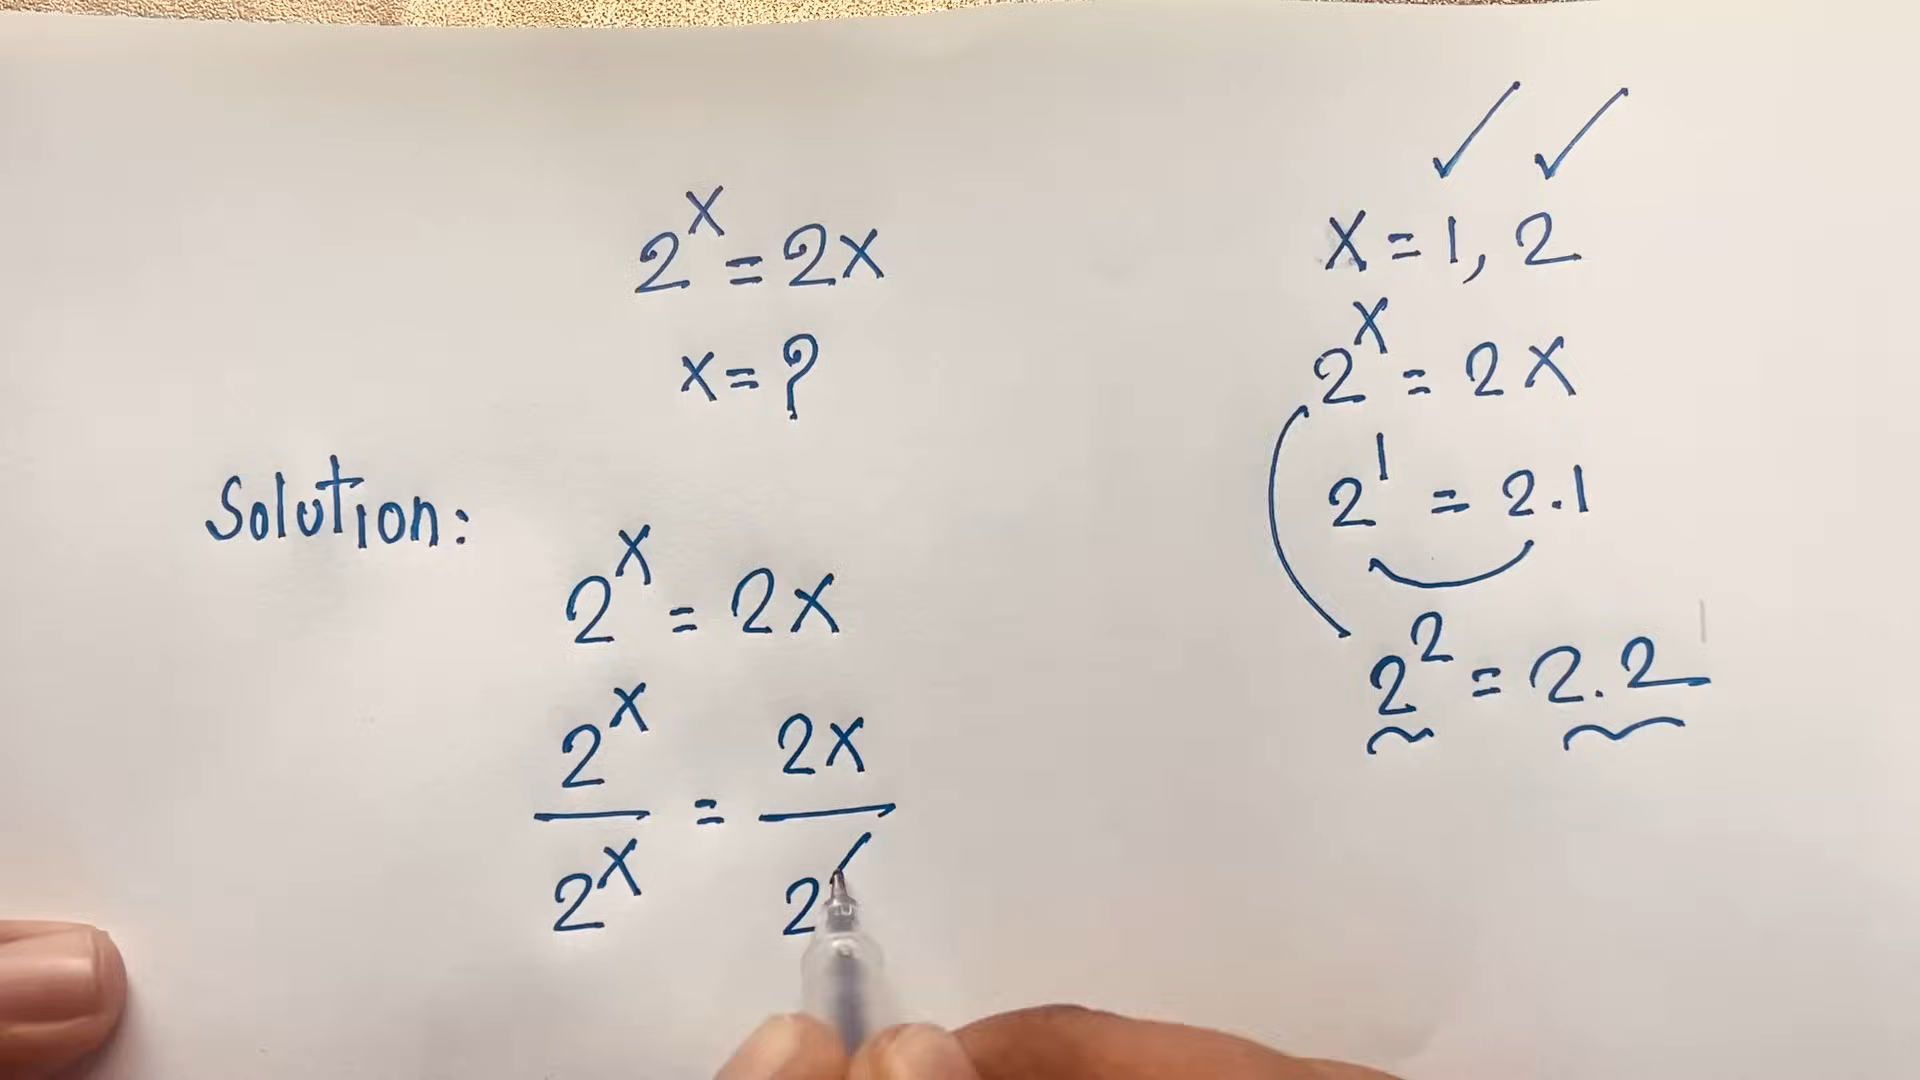 2^x = 2x
x = ?
Solution:
2^x = 2x
2^x / 2^x = 2x / 2
x = 1, 2
2^x = 2x
2^1 = 2.1
2^2 = 2.2